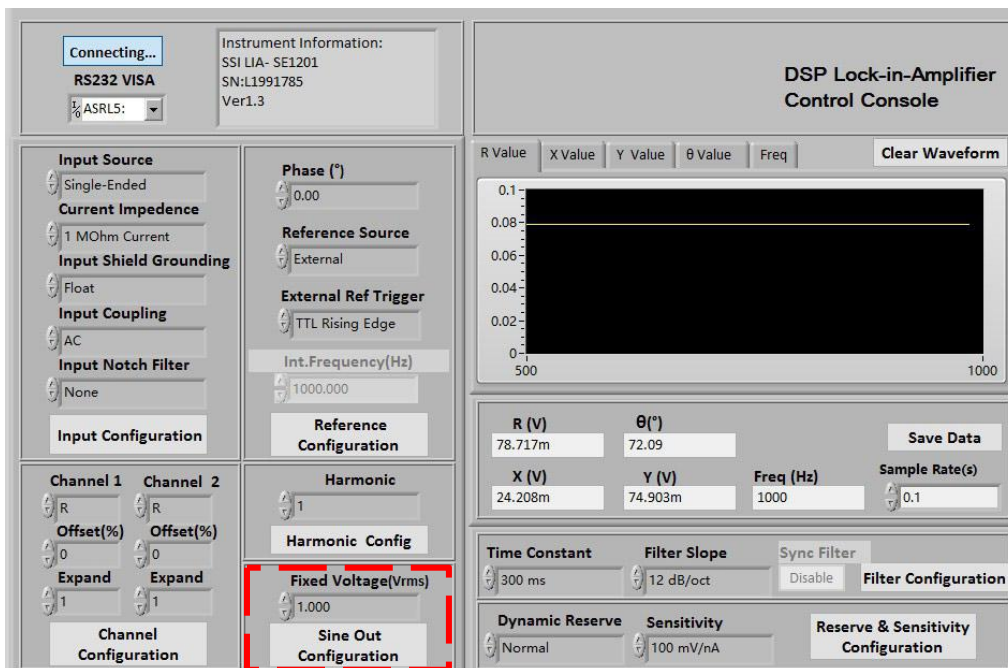 Connecting...
RS232 VISA
ASRL5:
Instrument Information:
SSI LIA- SE1201
SN:L1991785
Ver1.3
DSP Lock-in-Amplifier
Control Console
Input Source
Single-Ended
Current Impedence
1 MOhm Current
Input Shield Grounding
Float
Input Coupling
AC
Input Notch Filter
None
Input Configuration
Phase (°)
0.00
Reference Source
External
External Ref Trigger
TTL Rising Edge
Int.Frequency(Hz)
1000.000
Reference
Configuration
R Value
X Value
Y Value
θ Value
Freq
Clear Waveform
0.1
0.08
0.06
0.04
0.02
0
500
1000
R (V)
78.717m
θ(°)
72.09
X (V)
24.208m
Y (V)
74.903m
Freq (Hz)
1000
Save Data
Sample Rate(s)
0.1
Channel 1
Channel 2
R
R
Offset(%)
Offset(%)
0
0
Expand
Expand
1
1
Channel
Configuration
Harmonic
1
Harmonic Config
Fixed Voltage(Vrms)
1.000
Sine Out
Configuration
Time Constant
300 ms
Filter Slope
12 dB/oct
Sync Filter
Disable
Filter Configuration
Dynamic Reserve
Normal
Sensitivity
100 mV/nA
Reserve & Sensitivity
Configuration